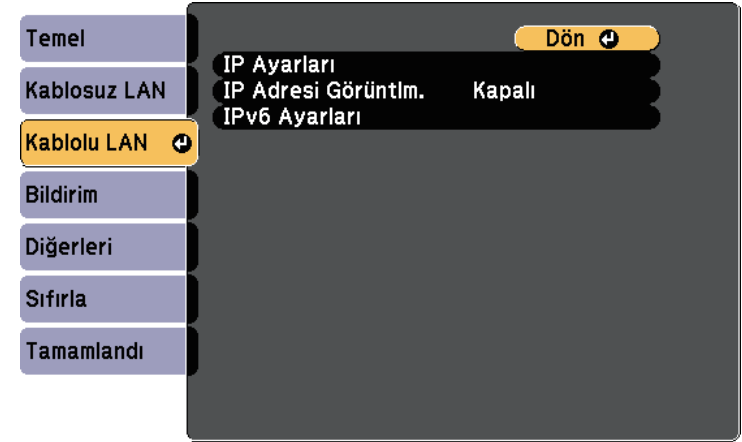 Temel
Kablosuz LAN
Kablolu LAN
Bildirim
Diğerleri
Sıfırla
Tamamlandı
Dön
IP Ayarları
IP Adresi Görüntlm. Kapalı
IPv6 Ayarları